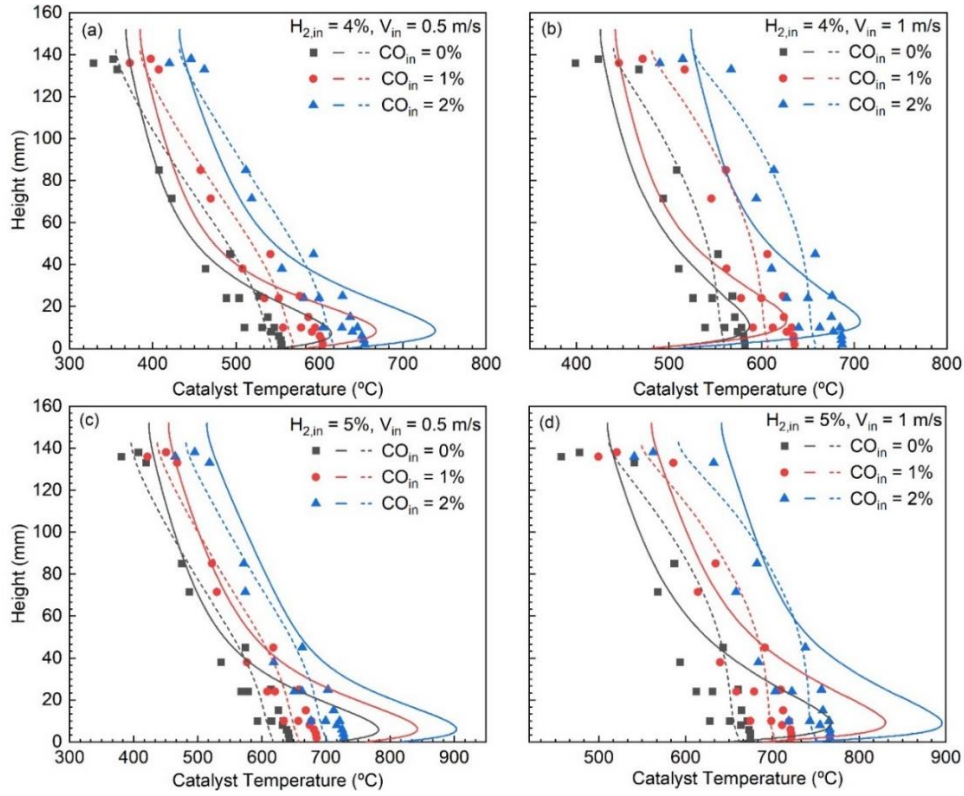 (a) H2,in = 4%, Vin = 0.5 m/s
COin = 0%
COin = 1%
COin = 2%
Height (mm)
160
140
120
100
80
60
40
20
0
300 400 500 600 700 800
Catalyst Temperature (ºC)
(b) H2,in = 4%, Vin = 1 m/s
COin = 0%
COin = 1%
COin = 2%
160
140
120
100
80
60
40
20
0
400 500 600 700 800
Catalyst Temperature (ºC)
(c) H2,in = 5%, Vin = 0.5 m/s
COin = 0%
COin = 1%
COin = 2%
Height (mm)
160
140
120
100
80
60
40
20
0
300 400 500 600 700 800 900
Catalyst Temperature (ºC)
(d) H2,in = 5%, Vin = 1 m/s
COin = 0%
COin = 1%
COin = 2%
160
140
120
100
80
60
40
20
0
500 600 700 800 900
Catalyst Temperature (ºC)